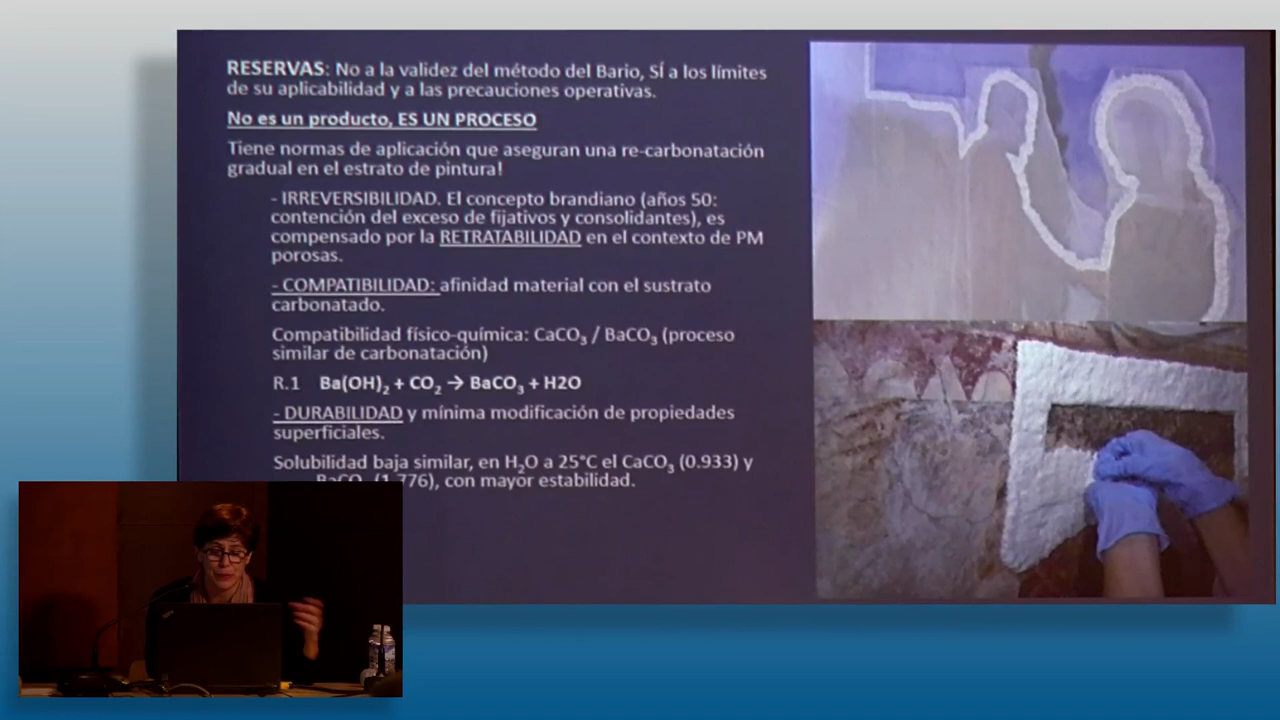 RESERVAS: No a la validez del método del Bario, SÍ a los límites
de su aplicabilidad y a las precauciones operativas.
No es un producto, ES UN PROCESO
Tiene normas de aplicación que aseguran una re-carbonatación
gradual en el estrato de pintura!
- IRREVERSIBILIDAD. El concepto brandiano (años 50:
contención del exceso de fijativos y consolidantes), es
compensado por la RETRATABILIDAD en el contexto de PM
porosas.
- COMPATIBILIDAD: afinidad material con el sustrato
carbonatado.
Compatibilidad físico-química: CaCO₃ / BaCO₃ (proceso
similar de carbonatación)
R.1 Ba(OH)₂ + CO₂ → BaCO₃ + H2O
- DURABILIDAD y mínima modificación de propiedades
superficiales.
Solubilidad baja similar, en H₂O a 25°C el CaCO₃ (0.933) y
BaCO₃ (1.776), con mayor estabilidad.